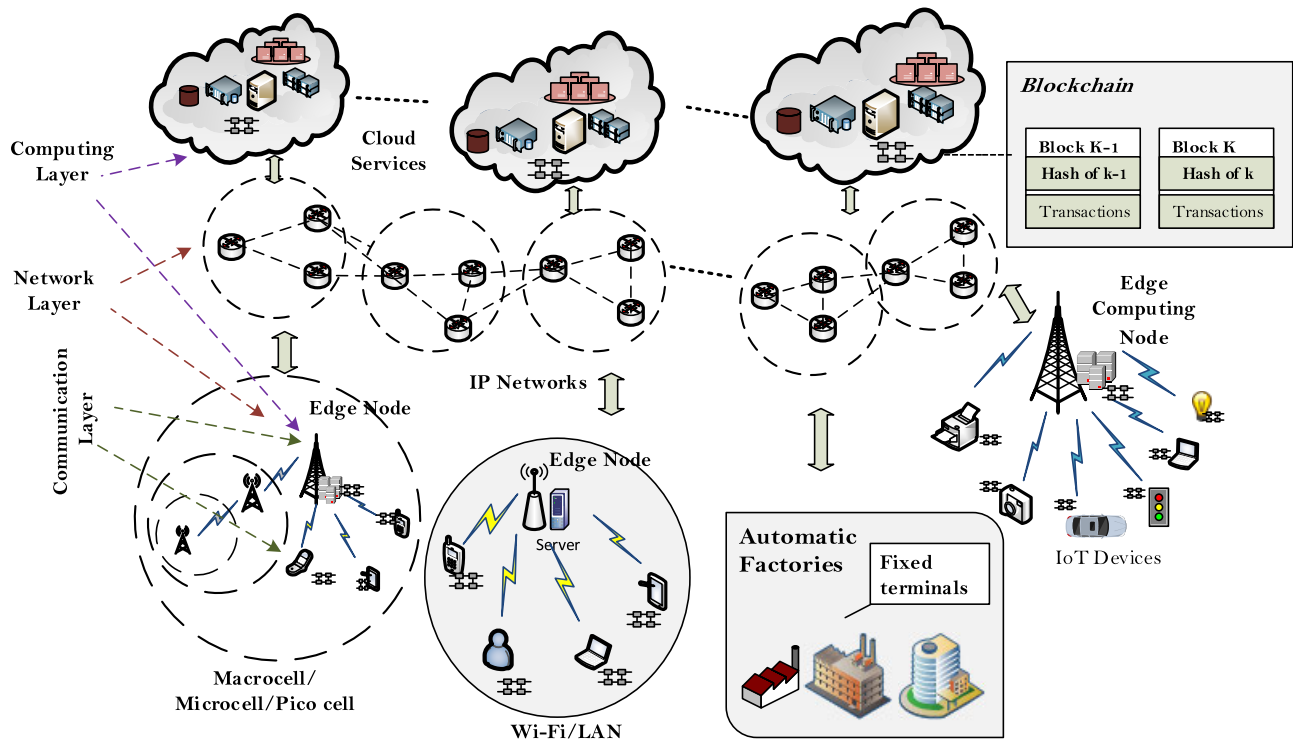 Blockchain
Block K-1
Hash of k-1
Transactions
Block K
Hash of k
Transactions
Cloud
Services
Computing
Layer
Network
Layer
Communication
Layer
IP Networks
Edge
Computing
Node
Edge Node
Edge Node
Server
Automatic
Factories
Fixed
terminals
IoT Devices
Macrocell/
Microcell/Pico cell
Wi-Fi/LAN